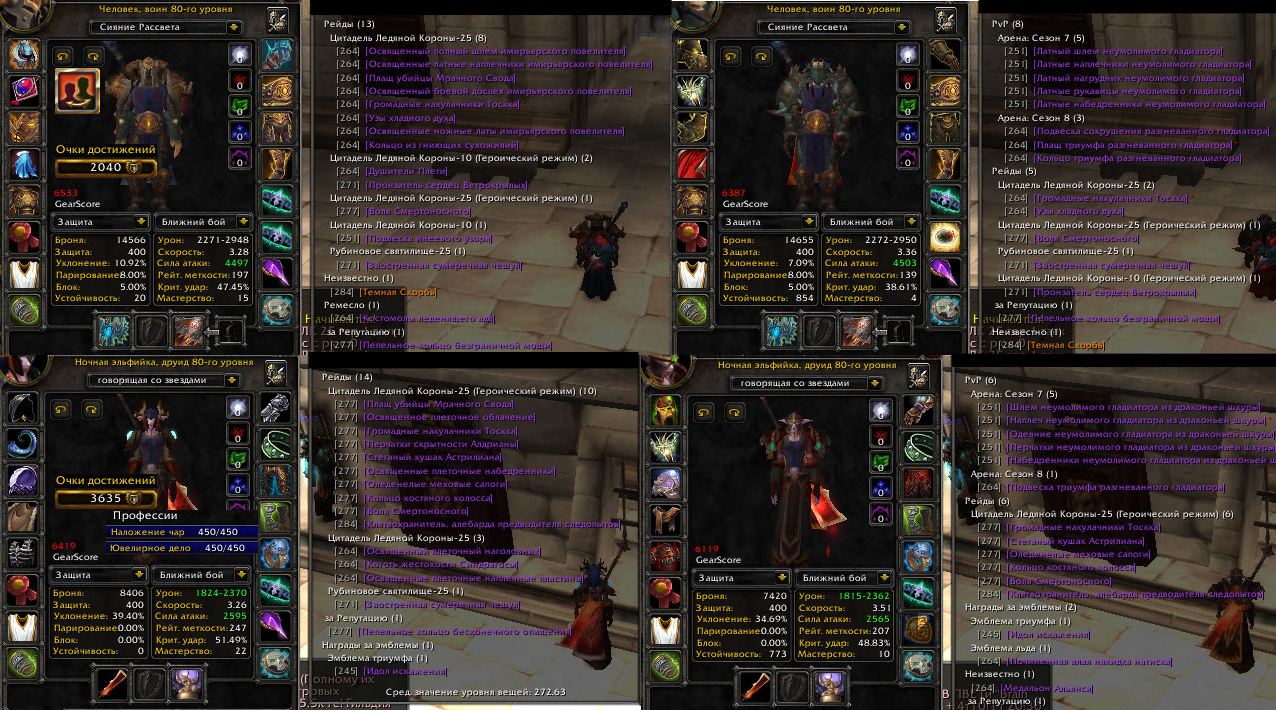 Человек, воин 80-го уровня
Сияние Рассвета
Очки достижений
2040
6533
GearScore
Защита
Ближний бой
Броня: 14566
Защита: 400
Уклонение: 10.92%
Парирование: 8.00%
Блок: 5.00%
Устойчивость: 20
Урон: 2271-2948
Скорость: 3.28
Сила атаки: 4497
Рейт. меткости: 197
Крит. удар: 47.45%
Мастерство: 15
Рейды (13)
Цитадель Ледяной Короны-25 (8)
[264] [Освященный полный шлем имирьярского повелителя]
[264] [Освященные латные наплечники имирьярского повелителя]
[264] [Плащ убийцы Мрачного Свода]
[264] [Освященный боевой доспех имирьярского повелителя]
[264] [Громадные накулачники Тоскка]
[264] [Узы хладного духа]
[264] [Освященные ножные латы имирьярского повелителя]
[264] [Кольцо из гниющих сухожилий]
Цитадель Ледяной Короны-10 (Героический режим) (2)
[264] [Душители Плети]
[271] [Пронзатель сердец Ветрокрылых]
Цитадель Ледяной Короны-25 (Героический режим) (1)
[277] [Воля Смертоносного]
Цитадель Ледяной Короны-10 (1)
[251] [Подвеска инеевого узора]
Рубиновое святилище-25 (1)
[271] [Заостренная сумеречная чешуя]
Неизвестно (1)
[284] [Темная Скорбь]
Ремесло (1)
[264] [Костомолы леденящего ада]
за Репутацию (1)
[277] [Пепельное кольцо безграничной мощи]
Человек, воин 80-го уровня
Сияние Рассвета
6387
GearScore
Защита
Ближний бой
Броня: 14655
Защита: 400
Уклонение: 7.09%
Парирование: 8.00%
Блок: 5.00%
Устойчивость: 854
Урон: 2272-2950
Скорость: 3.36
Сила атаки: 4503
Рейт. меткости: 139
Крит. удар: 38.61%
Мастерство: 4
PvP (8)
Арена: Сезон 7 (5)
[251] [Латный шлем неумолимого гладиатора]
[251] [Латные наплечники неумолимого гладиатора]
[251] [Латный нагрудник неумолимого гладиатора]
[251] [Латные рукавицы неумолимого гладиатора]
[251] [Латные набедренники неумолимого гладиатора]
Арена: Сезон 8 (3)
[264] [Подвеска сокрушения разгневанного гладиатора]
[264] [Плащ триумфа разгневанного гладиатора]
[264] [Кольцо триумфа разгневанного гладиатора]
Рейды (5)
Цитадель Ледяной Короны-25 (2)
[264] [Громадные накулачники Тоскка]
[264] [Узы хладного духа]
Цитадель Ледяной Короны-25 (Героический режим) (1)
[277] [Воля Смертоносного]
Рубиновое святилище-25 (1)
[271] [Заостренная сумеречная чешуя]
Цитадель Ледяной Короны-10 (Героический режим) (1)
[271] [Пронзатель сердец Ветрокрылых]
за Репутацию (1)
[277] [Пепельное кольцо безграничной мощи]
Неизвестно (1)
[284] [Темная Скорбь]
Ночная эльфийка, друид 80-го уровня
говорящая со звездами
Очки достижений
3635
Профессии
Наложение чар 450/450
Ювелирное дело 450/450
6419
GearScore
Защита
Ближний бой
Броня: 8406
Защита: 400
Уклонение: 39.40%
Парирование: 0.00%
Блок: 0.00%
Устойчивость: 0
Урон: 1824-2370
Скорость: 3.26
Сила атаки: 2595
Рейт. меткости: 247
Крит. удар: 51.49%
Мастерство: 22
Рейды (14)
Цитадель Ледяной Короны-25 (Героический режим) (10)
[277] [Плащ убийцы Мрачного Свода]
[277] [Освященное плеточное облачение]
[277] [Громадные накулачники Тоскка]
[277] [Перчатки скрытности Алдрианы]
[277] [Стеганый кушак Астрилиана]
[277] [Освященные плеточные набедренники]
[277] [Оледенелые меховые сапоги]
[277] [Кольцо костяного колосса]
[277] [Воля Смертоносного]
[284] [Клятвохранитель, алебарда предводителя следопытов]
Цитадель Ледяной Короны-25 (3)
[264] [Освященный плеточный наголовник]
[264] [Коготь жестокости Синдрагосы]
[264] [Освященные плеточные наплечные пластины]
Рубиновое святилище-25 (1)
[271] [Заостренная сумеречная чешуя]
за Репутацию (1)
[277] [Пепельное кольцо бесконечного отмщения]
Награды за эмблемы (1)
Эмблема триумфа (1)
[245] [Идол искажения]
Сред. значение уровня вещей: 272.63
Ночная эльфийка, друид 80-го уровня
говорящая со звездами
6119
GearScore
Защита
Ближний бой
Броня: 7420
Защита: 400
Уклонение: 34.69%
Парирование: 0.00%
Блок: 0.00%
Устойчивость: 773
Урон: 1815-2362
Скорость: 3.51
Сила атаки: 2565
Рейт. меткости: 207
Крит. удар: 48.83%
Мастерство: 10
PvP (6)
Арена: Сезон 7 (5)
[251] [Шлем неумолимого гладиатора из драконьей шкуры]
[251] [Наплеч неумолимого гладиатора из драконьей шкуры]
[251] [Одеяние неумолимого гладиатора из драконьей шкуры]
[251] [Перчатки неумолимого гладиатора из драконьей шкуры]
[251] [Набедренники неумолимого гладиатора из драконьей шк
Арена: Сезон 8 (1)
[264] [Подвеска триумфа разгневанного гладиатора]
Рейды (6)
Цитадель Ледяной Короны-25 (Героический режим) (6)
[277] [Громадные накулачники Тоскка]
[277] [Стеганый кушак Астрилиана]
[277] [Оледенелые меховые сапоги]
[277] [Кольцо костяного колосса]
[277] [Воля Смертоносного]
[284] [Клятвохранитель, алебарда предводителя следопытов]
Награды за эмблемы (2)
Эмблема триумфа (1)
[245] [Идол искажения]
Эмблема льда (1)
[264] [Починенная алая накидка натиска]
Неизвестно (1)
[264] [Медальон Альянса]
за Репутацию (1)